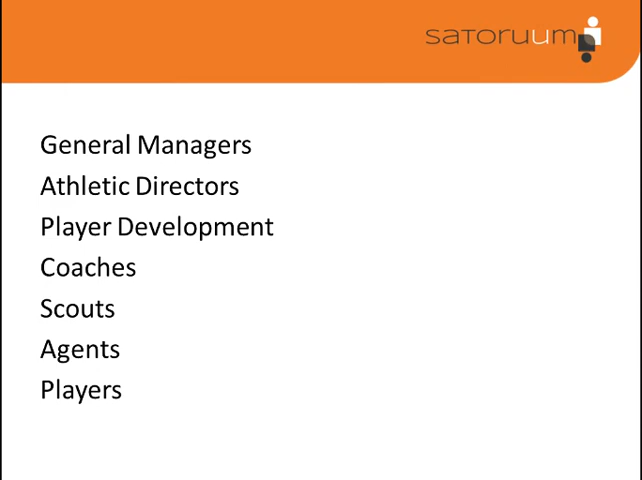 satoruum
General Managers
Athletic Directors
Player Development
Coaches
Scouts
Agents
Players